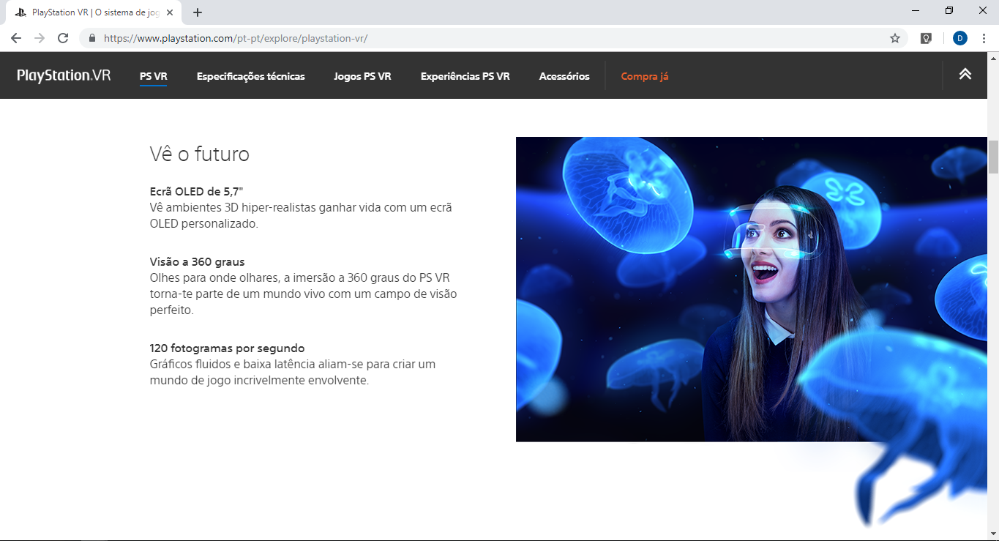 PlayStation VR | O sistema de jog
https://www.playstation.com/pt-pt/explore/playstation-vr/
D
PlayStation.VR
PS VR
Especificações técnicas
Jogos PS VR
Experiências PS VR
Acessórios
Compra já
Vê o futuro
Ecrã OLED de 5,7"
Vê ambientes 3D hiper-realistas ganhar vida com um ecrã
OLED personalizado.
Visão a 360 graus
Olhes para onde olhares, a imersão a 360 graus do PS VR
torna-te parte de um mundo vivo com um campo de visão
perfeito.
120 fotogramas por segundo
Gráficos fluidos e baixa latência aliam-se para criar um
mundo de jogo incrivelmente envolvente.